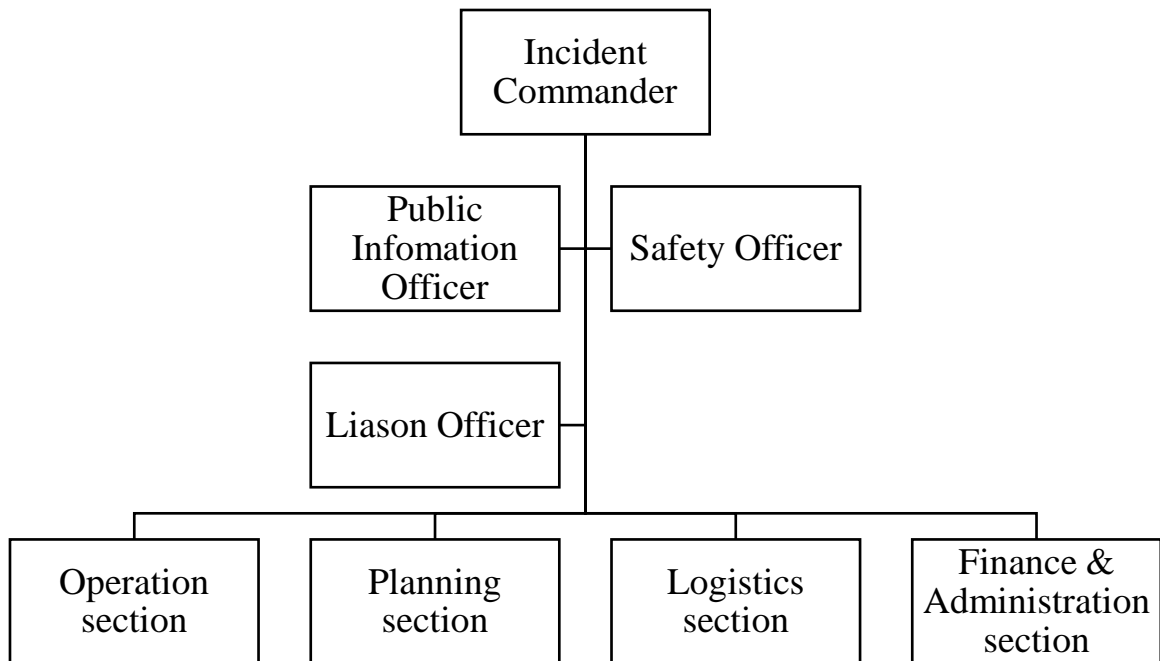 Incident
Commander
Public
Infomation
Officer
Safety Officer
Liason Officer
Operation
section
Planning
section
Logistics
section
Finance &
Administration
section